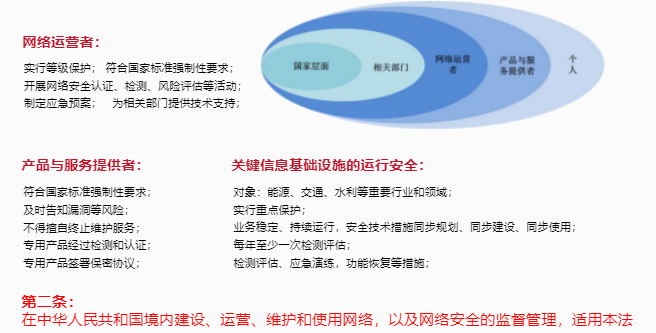 网络运营者：
实行等级保护； 符合国家标准强制性要求；
开展网络安全认证、检测、风险评估等活动；
制定应急预案； 为相关部门提供技术支持；
国家层面
相关部门
网络运营
者
产品与服
务提供者
个
人
产品与服务提供者：
符合国家标准强制性要求；
及时告知漏洞等风险；
不得擅自终止维护服务；
专用产品经过检测和认证；
专用产品签署保密协议；
关键信息基础设施的运行安全：
对象：能源、交通、水利等重要行业和领域；
实行重点保护；
业务稳定、持续运行，安全技术措施同步规划、同步建设、同步使用；
每年至少一次检测评估；
检测评估、应急演练，功能恢复等措施；
第二条：
在中华人民共和国境内建设、运营、维护和使用网络，以及网络安全的监督管理，适用本法